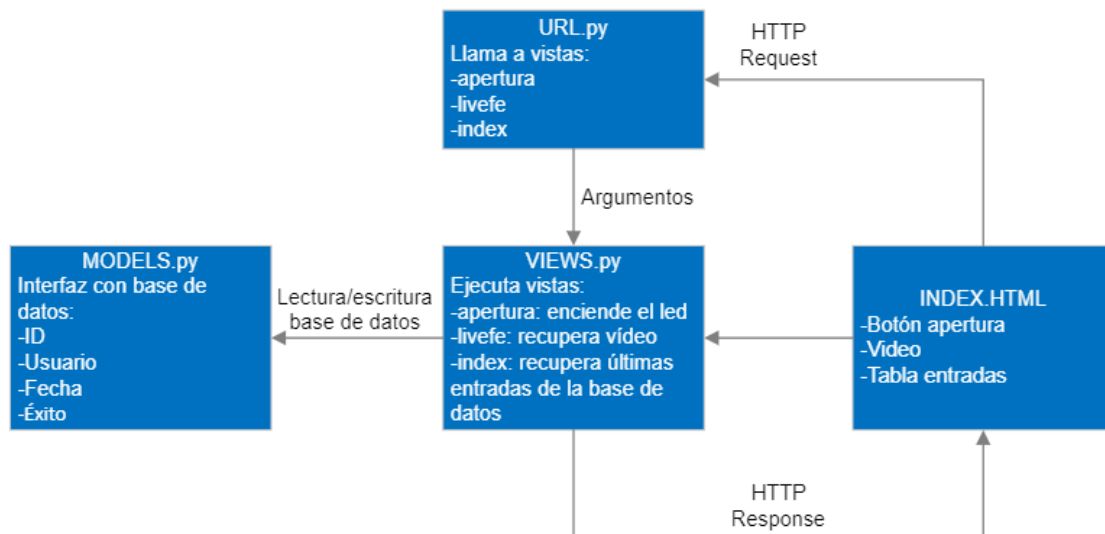 URL.py
Llama a vistas:
-apertura
-livefe
-index
HTTP
Request
Argumentos
MODELS.py
Interfaz con base de
datos:
-ID
-Usuario
-Fecha
-Éxito
Lectura/escritura
base de datos
VIEWS.py
Ejecuta vistas:
-apertura: enciende el led
-livefe: recupera vídeo
-index: recupera últimas
entradas de la base de
datos
INDEX.HTML
-Botón apertura
-Video
-Tabla entradas
HTTP
Response